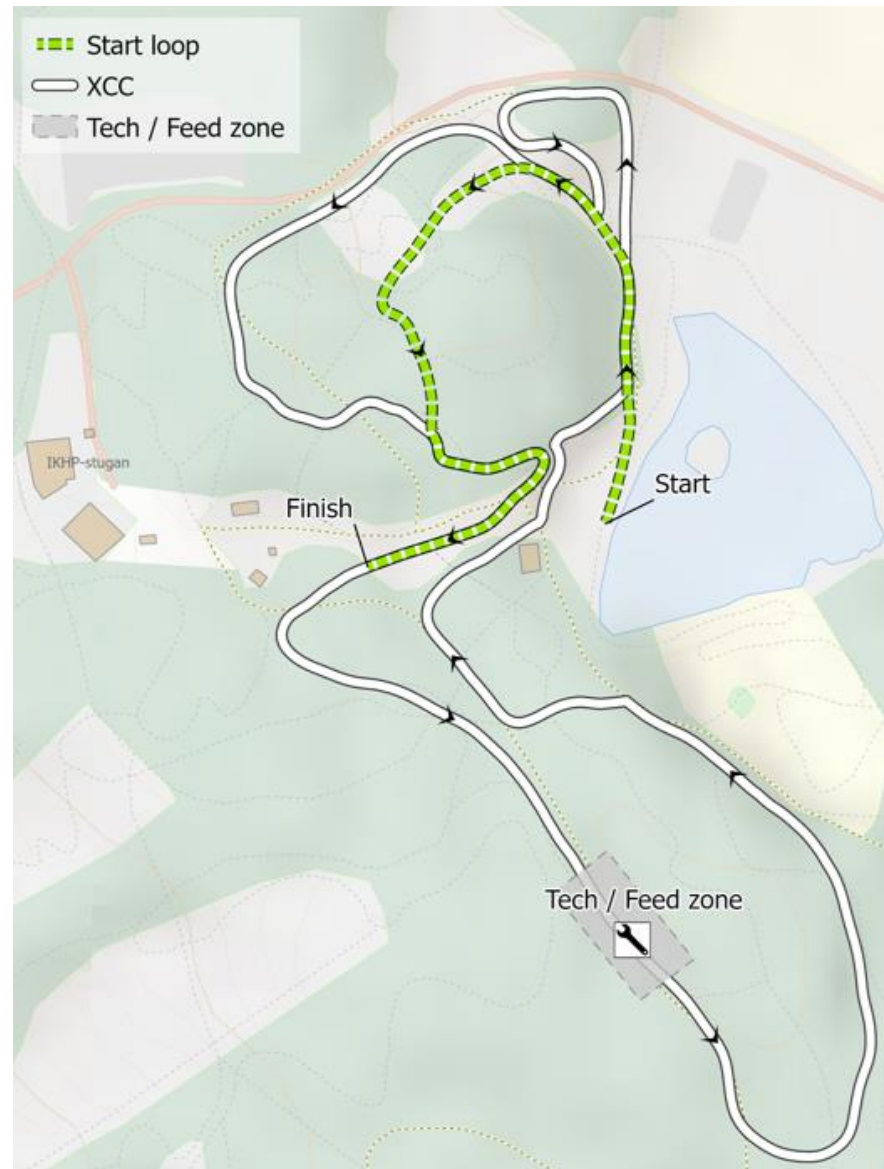 Start loop
XCC
Tech / Feed zone
IKHP-stugan
Finish
Start
Tech / Feed zone